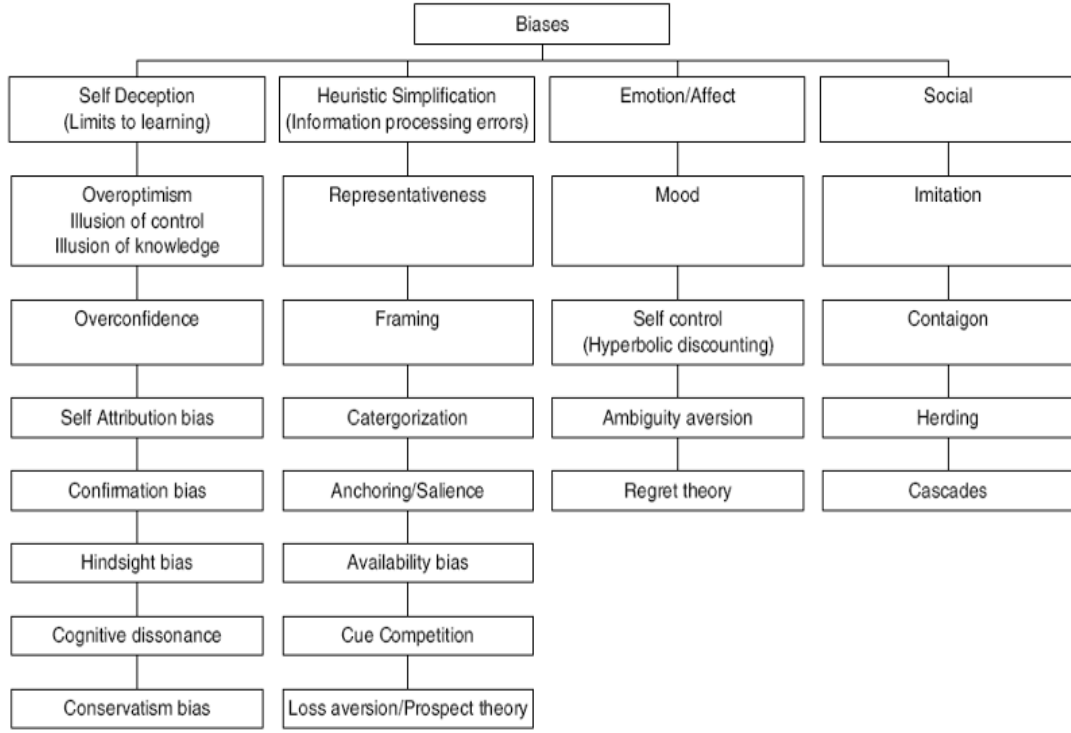 Biases
Self Deception
(Limits to learning)
Heuristic Simplification
(Information processing errors)
Emotion/Affect
Social
Overoptimism
Illusion of control
Illusion of knowledge
Representativeness
Mood
Imitation
Overconfidence
Framing
Self control
(Hyperbolic discounting)
Contaigon
Self Attribution bias
Catergorization
Ambiguity aversion
Herding
Confirmation bias
Anchoring/Salience
Regret theory
Cascades
Hindsight bias
Availability bias
Cognitive dissonance
Cue Competition
Conservatism bias
Loss aversion/Prospect theory